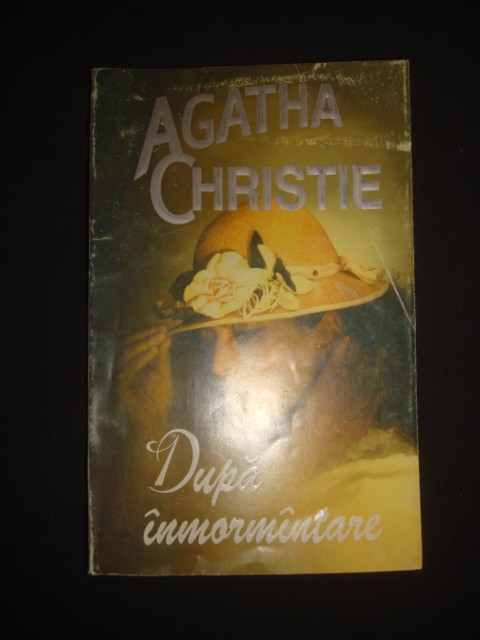 AGATHA
CHRISTIE
După
înmormîntare